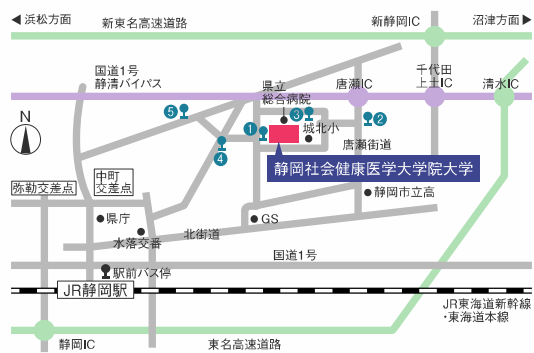 浜松方面
新東名高速道路
新静岡IC
沼津方面
国道1号
静清バイパス
県立
総合病院
唐瀬IC
千代田
上土IC
清水IC
N
⑤
①
③
②
④
城北小
唐瀬街道
静岡社会健康医学大学院大学
弥勒交差点
中町
交差点
静岡市立高
県庁
水落交番
北街道
GS
国道1号
駅前バス停
JR静岡駅
JR東海道新幹線
・東海道本線
静岡IC
東名高速道路